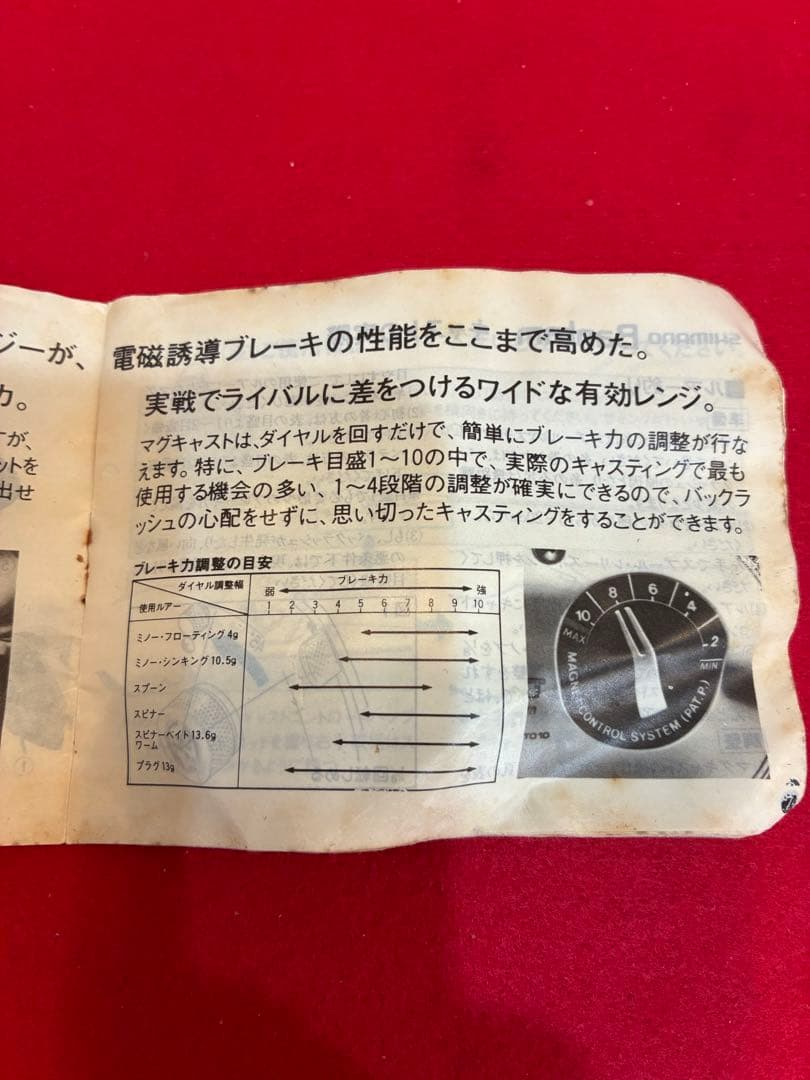 ジーが、
力。
すが、
ットを
出せ
電磁誘導ブレーキの性能をここまで高めた。
実戦でライバルに差をつけるワイドな有効レンジ。
マグキャストは、ダイヤルを回すだけで、簡単にブレーキ力の調整が行な
えます。特に、ブレーキ目盛1〜10の中で、実際のキャスティングで最も
使用する機会の多い、1〜4段階の調整が確実にできるので、バックラ
ッシュの心配をせずに、思い切ったキャスティングをすることができます。
ブレーキ力調整の目安
ダイヤル調整幅
使用ルアー
ブレーキ力
弱 強
1 2 3 4 5 6 7 8 9 10
ミノー・フローティング4g
ミノー・シンキング10.5g
スプーン
スピナー
スピナーベイト13.6g
ワーム
プラグ13g
10 8 6 4 2
MAX MIN
MAGNET CONTROL SYSTEM (PAT.P.)